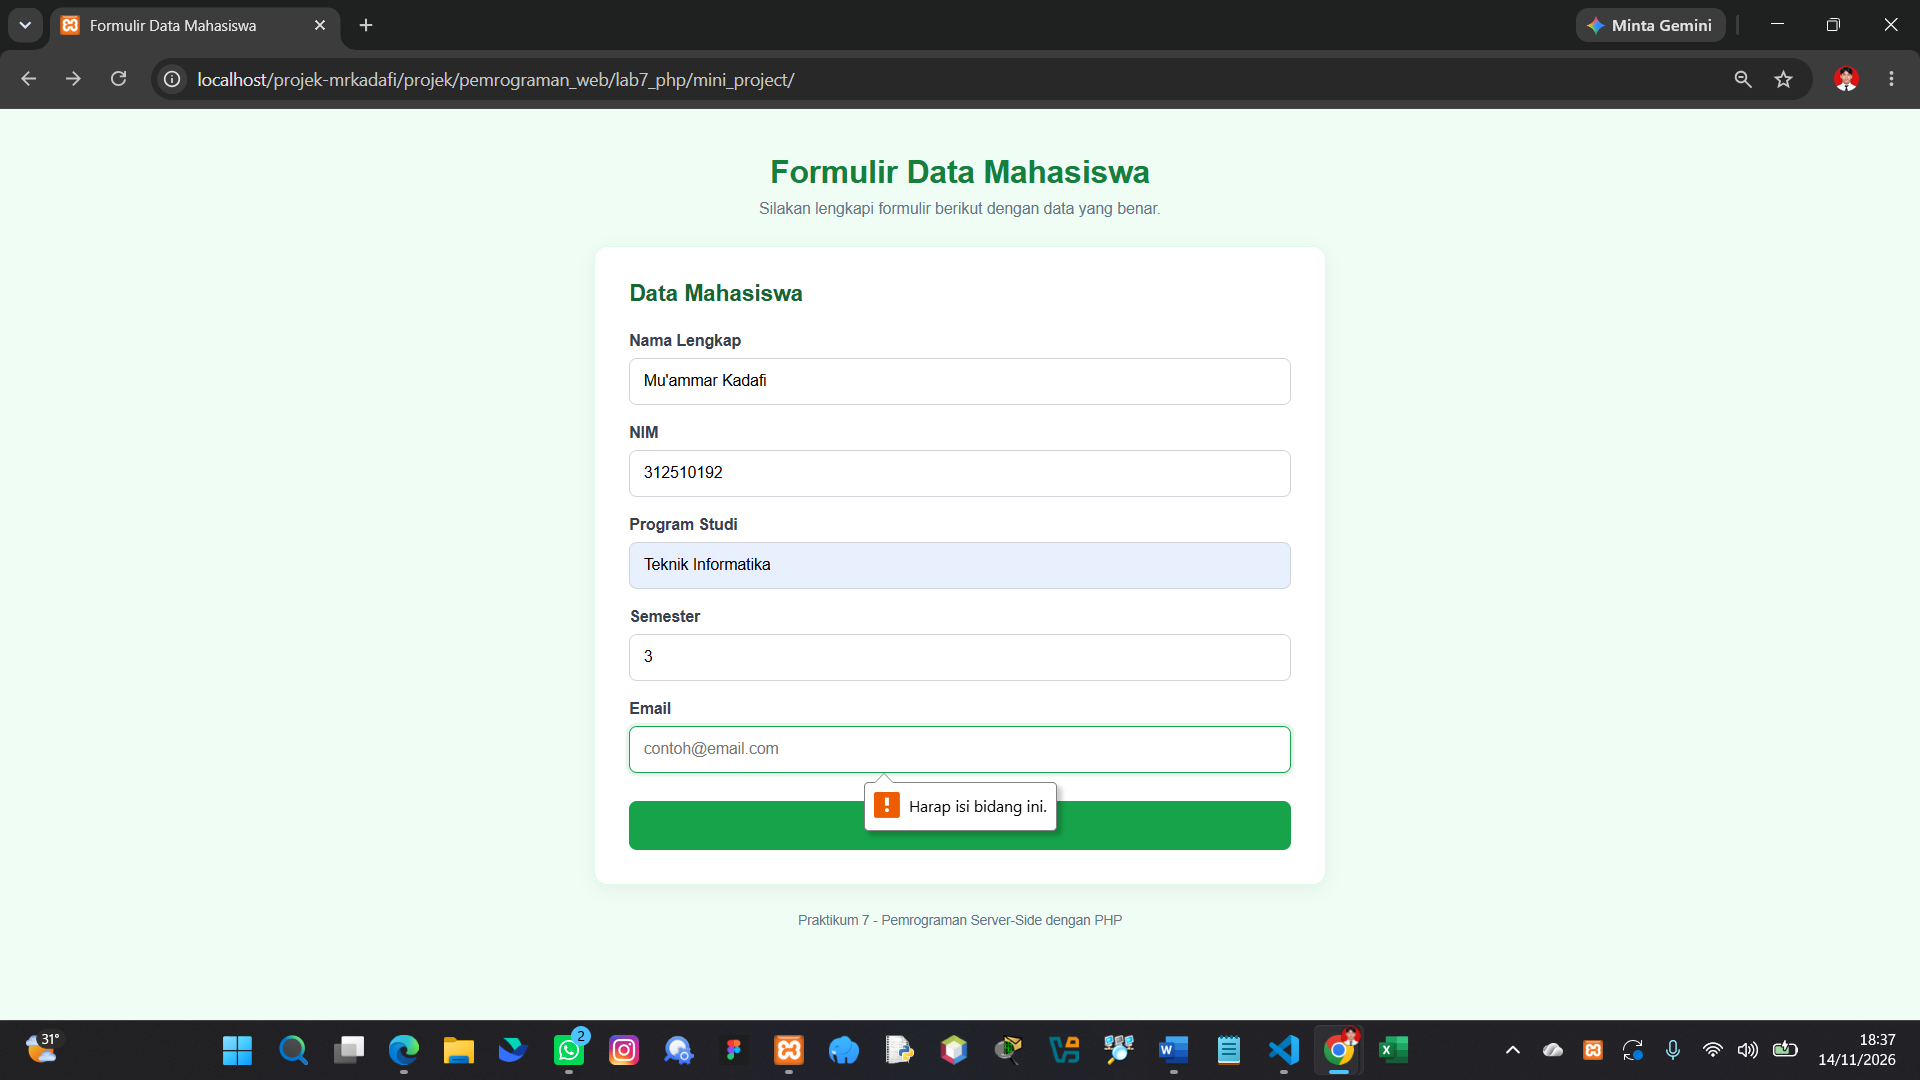 Formulir Data Mahasiswa
Minta Gemini
localhost/projek-mrkadafi/projek/pemrograman_web/lab7_php/mini_project/
Formulir Data Mahasiswa
Silakan lengkapi formulir berikut dengan data yang benar.
Data Mahasiswa
Nama Lengkap
Mu'ammar Kadafi
NIM
312510192
Program Studi
Teknik Informatika
Semester
3
Email
contoh@email.com
Harap isi bidang ini.
Praktikum 7 - Pemrograman Server-Side dengan PHP
31°
2
18:37
14/11/2026